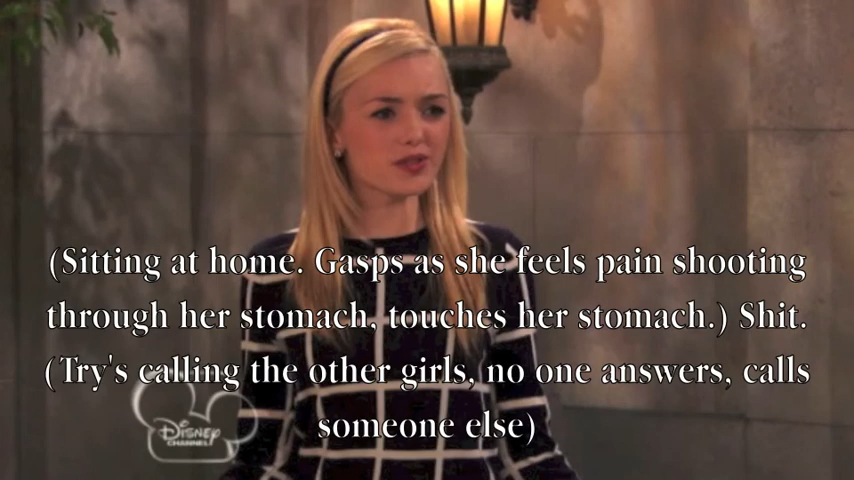 (Sitting at home. Gasps as she feels pain shooting
through her stomach, touches her stomach.) Shit.
(Try's calling the other girls, no one answers, calls
someone else)
DISNEY
CHANNEL